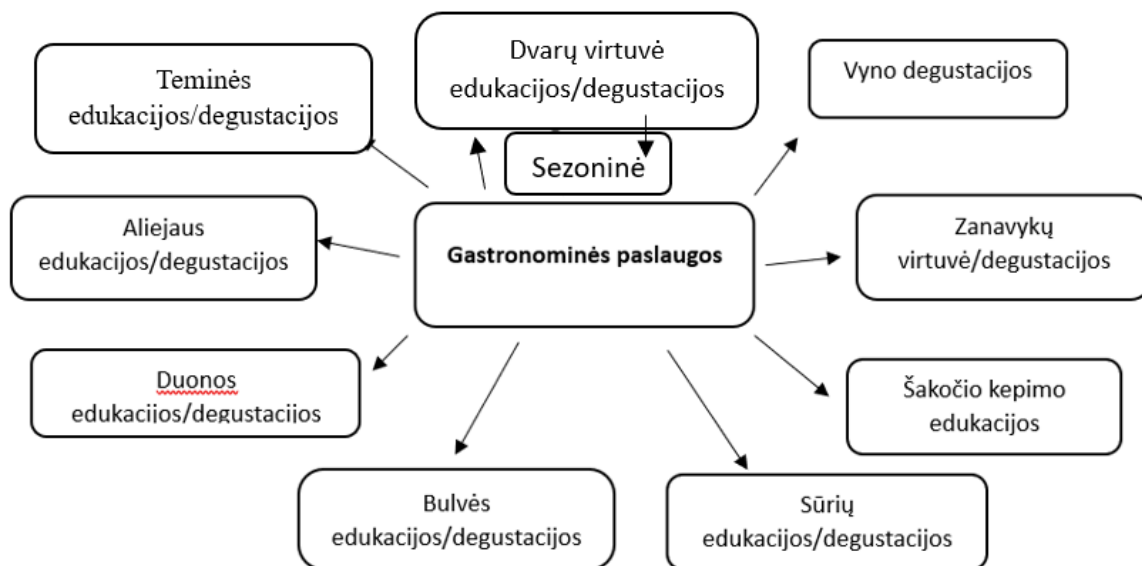 Dvarų virtuvė
edukacijos/degustacijos
Teminės
edukacijos/degustacijos
Vyno degustacijos
Sezoninė
Aliejaus
edukacijos/degustacijos
Gastronominės paslaugos
Zanavykų
virtuvė/degustacijos
Duonos
edukacijos/degustacijos
Šakočio kepimo
edukacijos
Bulvės
edukacijos/degustacijos
Sūrių
edukacijos/degustacijos